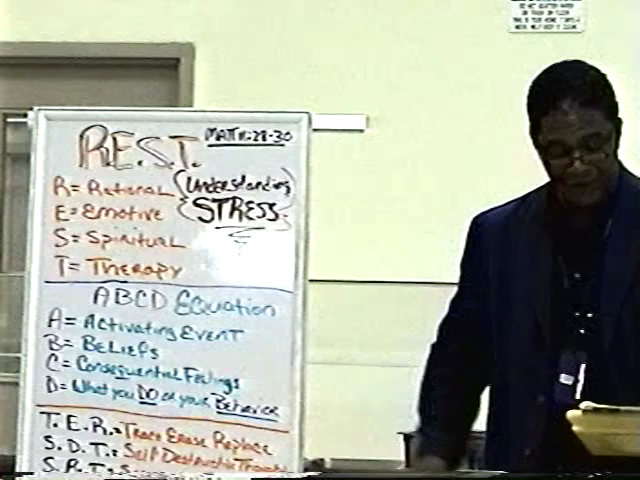 R.E.S.T. MATT 11:28-30
R= Rational (Understanding)
E= Emotive STRESS
S= Spiritual
T= Therapy
ABCD Equation
A= Activating EVENT
B= BELIEFS
C= Consequential Feelings
D= What you DO or your Behavior
T.E.R.= Trace Erase Replace
S.D.T.= Self Destructive
S.R.T.=